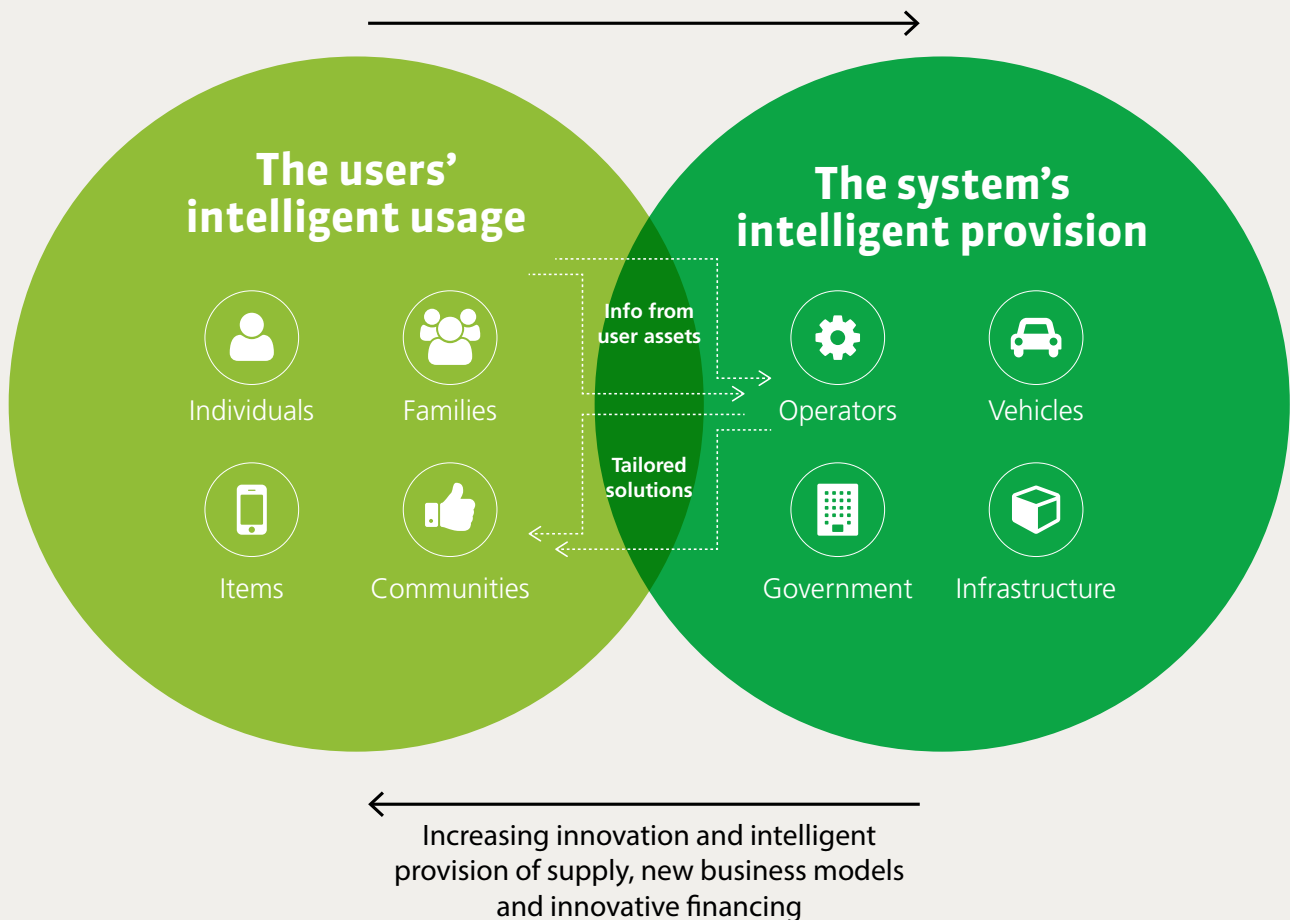 The users’
intelligent usage
The system’s
intelligent provision
Info from
user assets
Individuals
Families
Operators
Vehicles
Tailored
solutions
Items
Communities
Government
Infrastructure
Increasing innovation and intelligent
provision of supply, new business models
and innovative financing